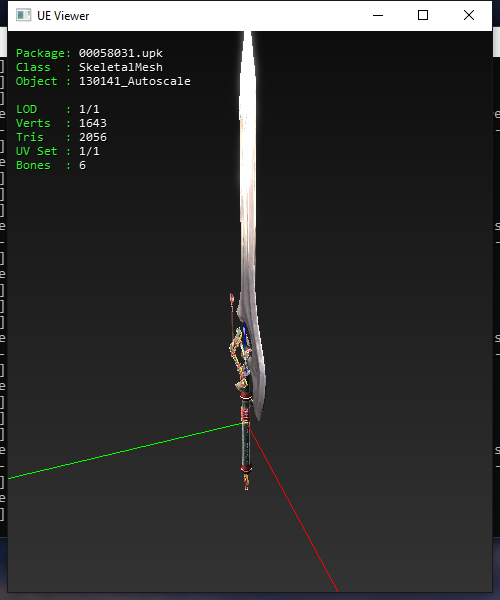 UE Viewer
Package: 00058031.upk
Class : SkeletalMesh
Object : 130141_Autoscale
LOD : 1/1
Verts : 1643
Tris : 2056
UV Set : 1/1
Bones : 6